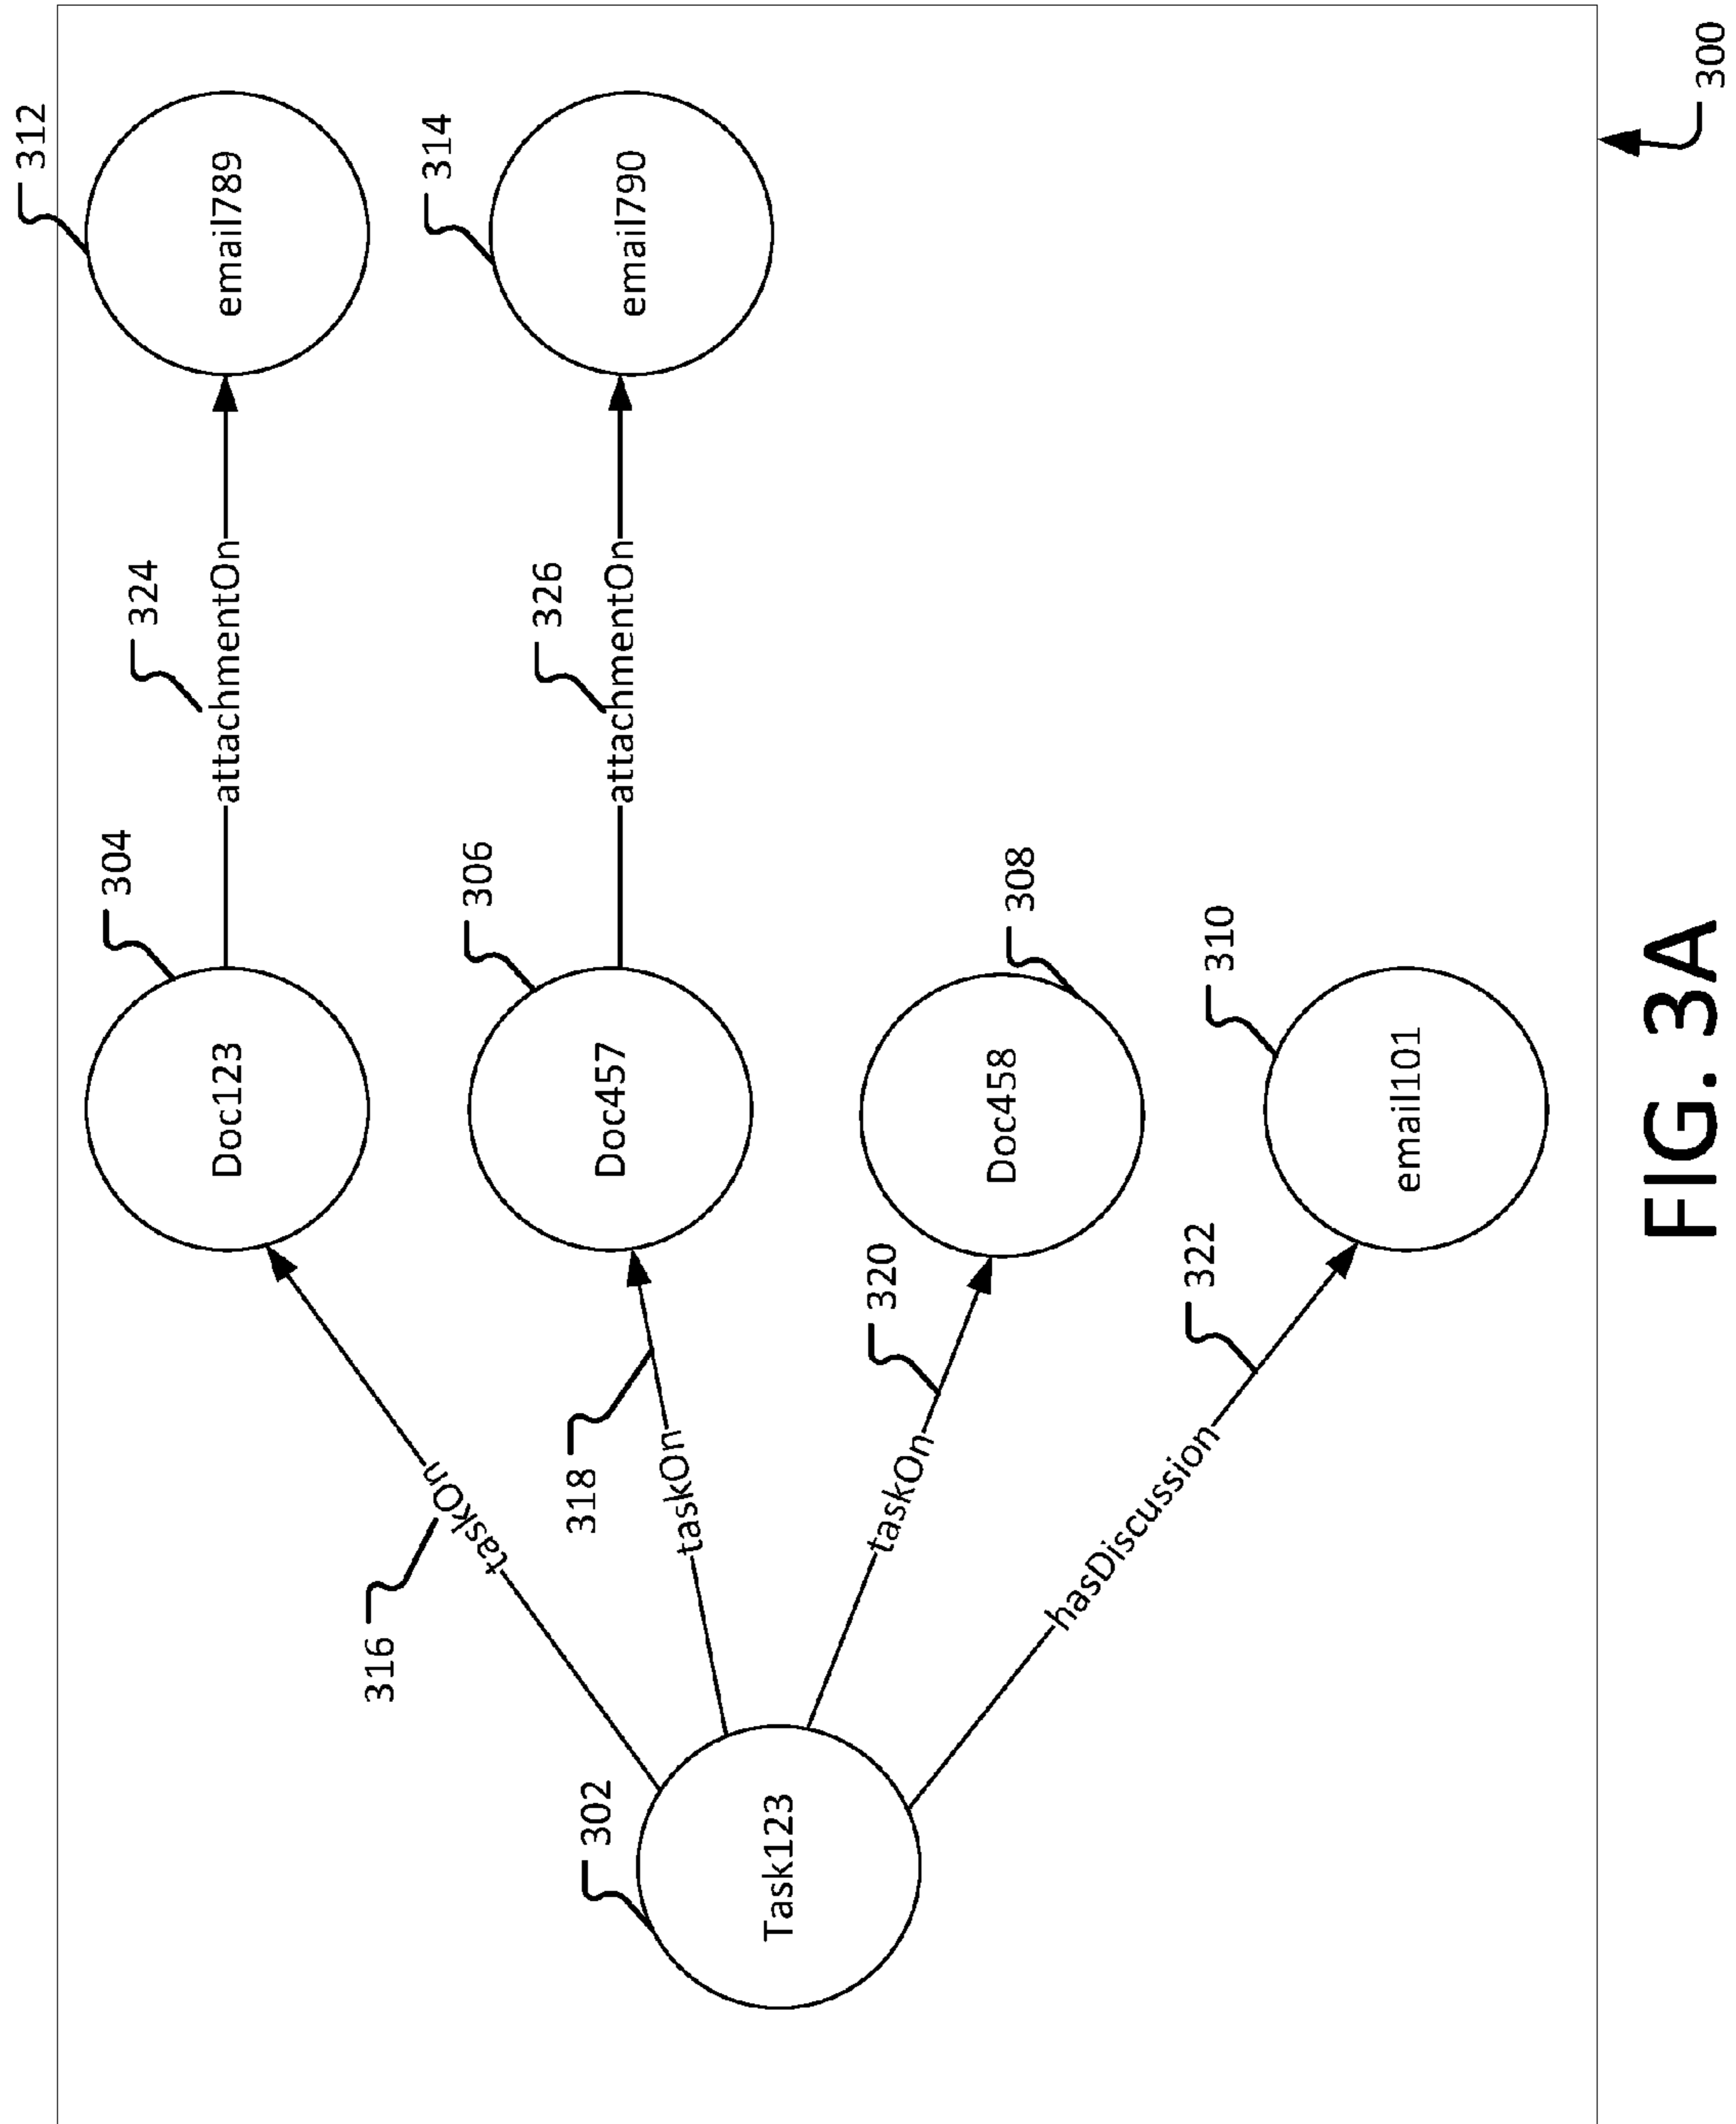 312
304
324
email789
Doc123
attachmentOn
316
taskOn
314
306
326
email790
302
318
Doc457
attachmentOn
taskOn
Task123
320
308
taskOn
Doc458
322
310
hasDiscussion
email101
300
FIG. 3A